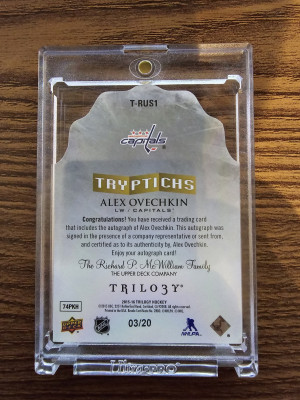 T-RUS1
capitals
TRYPTICHS
ALEX OVECHKIN
LW / CAPITALS
Congratulations! You have received a trading card
that includes the autograph of Alex Ovechkin. This autograph was
signed in the presence of a company representative or sent from,
and certified as to its authenticity by, Alex Ovechkin.
Enjoy your autograph card!
The Richard P. McWilliam Family
THE UPPER DECK COMPANY
TRILO3Y
74PKH
2015-16 TRILOGY HOCKEY
03/20
NHL
NHLPA